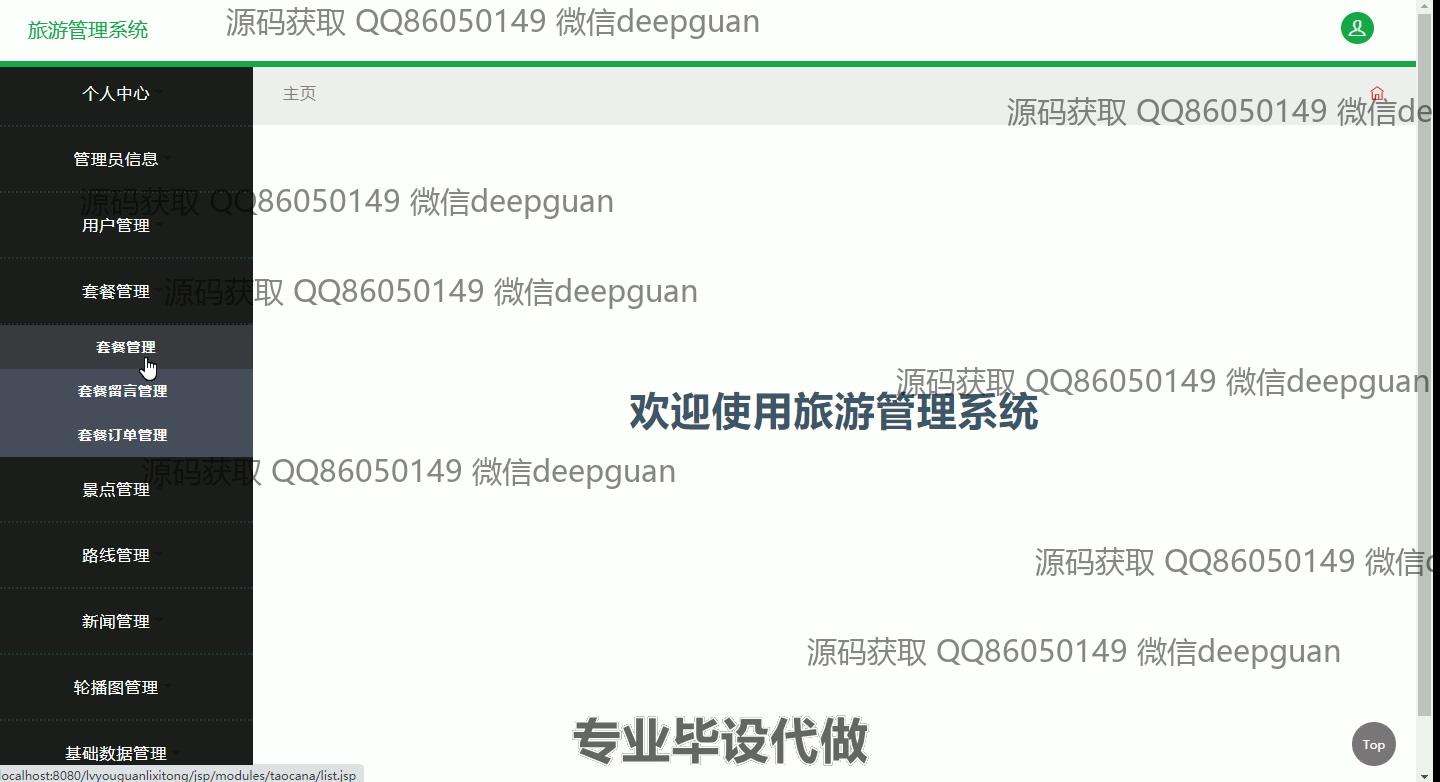 旅游管理系统
源码获取 QQ86050149 微信deepguan
个人中心
主页
源码获取 QQ86050149 微信de
管理员信息
源码获取 QQ86050149 微信deepguan
用户管理
套餐管理
源码获取 QQ86050149 微信deepguan
套餐管理
套餐留言管理
源码获取 QQ86050149 微信deepguan
欢迎使用旅游管理系统
套餐订单管理
源码获取 QQ86050149 微信deepguan
景点管理
路线管理
源码获取 QQ86050149 微信d
新闻管理
源码获取 QQ86050149 微信deepguan
轮播图管理
专业毕设代做
Top
基础数据管理
localhost:8080/lvyouguanlixitong/jsp/modules/taocana/list.jsp